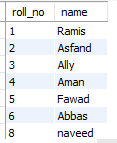 roll_no name
1 Ramis
2 Asfand
3 Ally
4 Aman
5 Fawad
6 Abbas
8 naveed